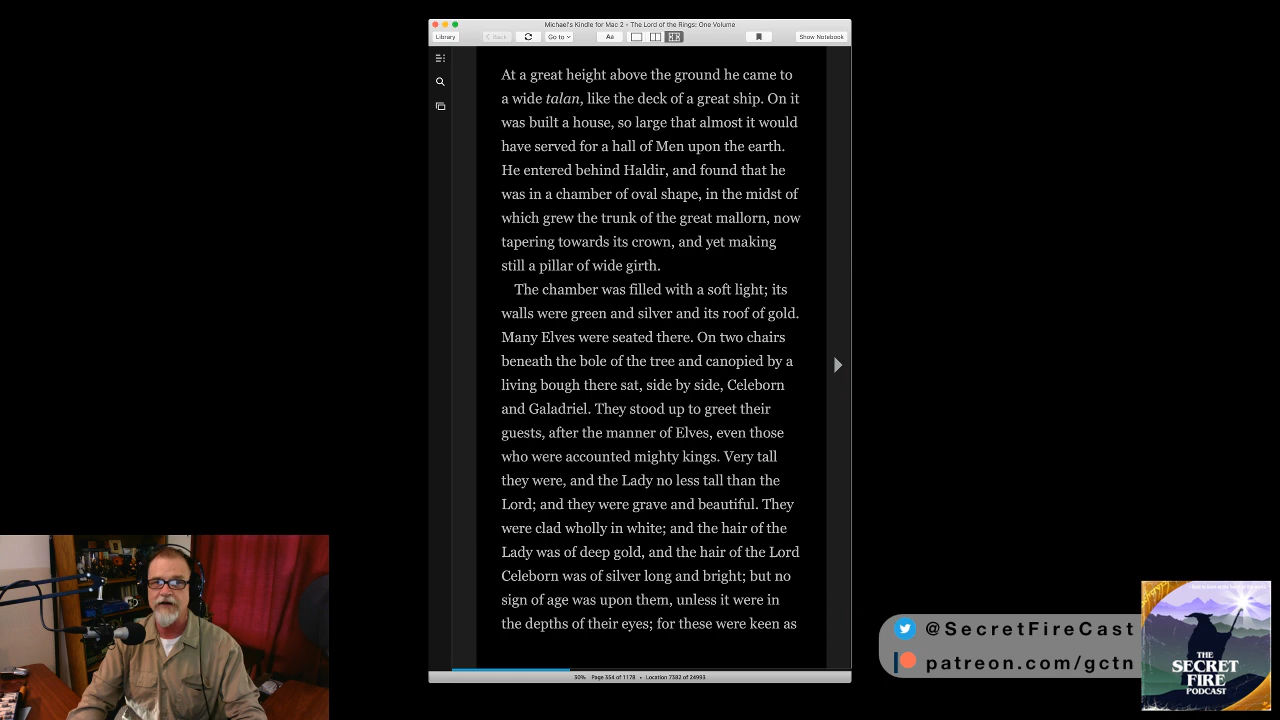 Michael's Kindle for Mac 2 - The Lord of the Rings: One Volume
Library
Back
Go to
Aa
Show Notebook
At a great height above the ground he came to
a wide talan, like the deck of a great ship. On it
was built a house, so large that almost it would
have served for a hall of Men upon the earth.
He entered behind Haldir, and found that he
was in a chamber of oval shape, in the midst of
which grew the trunk of the great mallorn, now
tapering towards its crown, and yet making
still a pillar of wide girth.
The chamber was filled with a soft light; its
walls were green and silver and its roof of gold.
Many Elves were seated there. On two chairs
beneath the bole of the tree and canopied by a
living bough there sat, side by side, Celeborn
and Galadriel. They stood up to greet their
guests, after the manner of Elves, even those
who were accounted mighty kings. Very tall
they were, and the Lady no less tall than the
Lord; and they were grave and beautiful. They
were clad wholly in white; and the hair of the
Lady was of deep gold, and the hair of the Lord
Celeborn was of silver long and bright; but no
sign of age was upon them, unless it were in
the depths of their eyes; for these were keen as
30% Page 354 of 1178 • Location 7382 of 24993
@SecretFireCast
patreon.com/gctn
THE
SECRET
FIRE
PODCAST